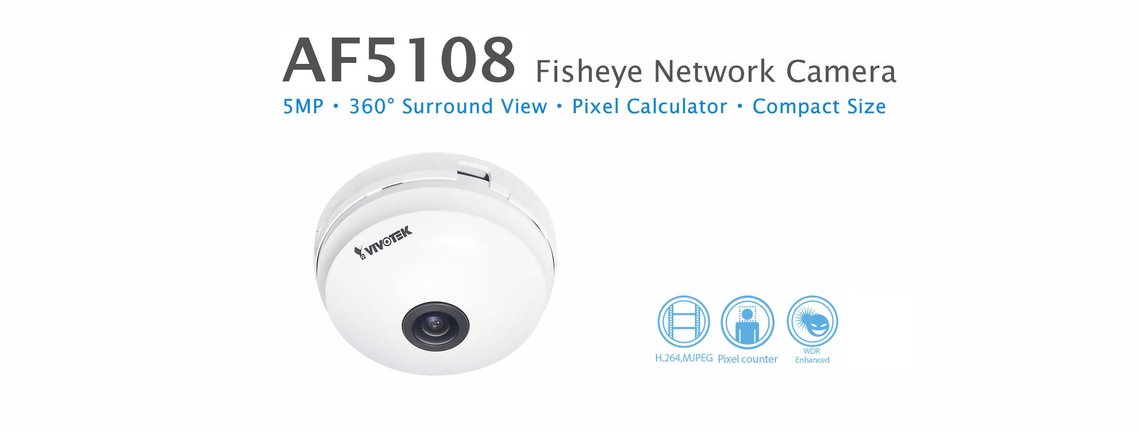 AF5108 Fisheye Network Camera
5MP • 360° Surround View • Pixel Calculator • Compact Size
VIVOTEK
H.264,MJPEG
Pixel counter
WDR
Enhanced